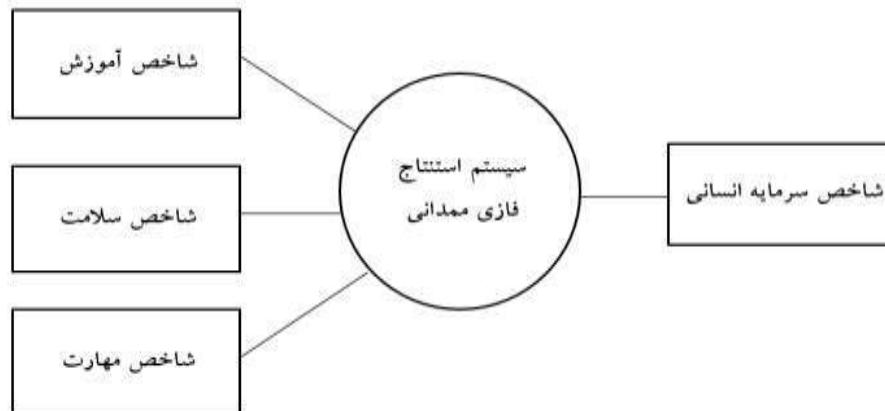 شاخص آموزش
شاخص سلامت
شاخص مهارت
سیستم استنتاج
فازی ممدانی
شاخص سرمایه انسانی